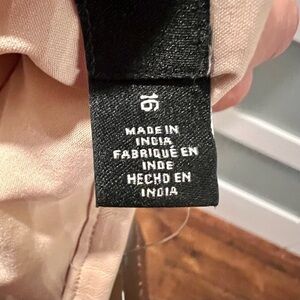 16
MADE IN
INDIA
FABRIQUÉ EN
INDE
HECHO EN
INDIA